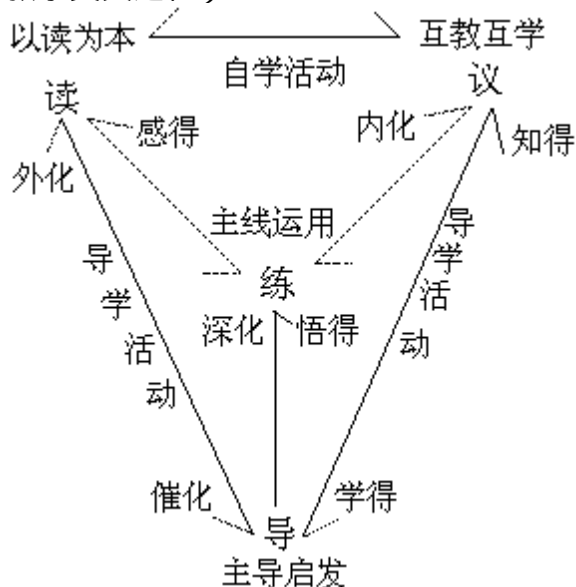 以读为本
互教互学
自学活动
读
议
感得
内化
外化
知得
主线运用
导学活动
导学活动
练
深化
悟得
催化
学得
导
主导启发